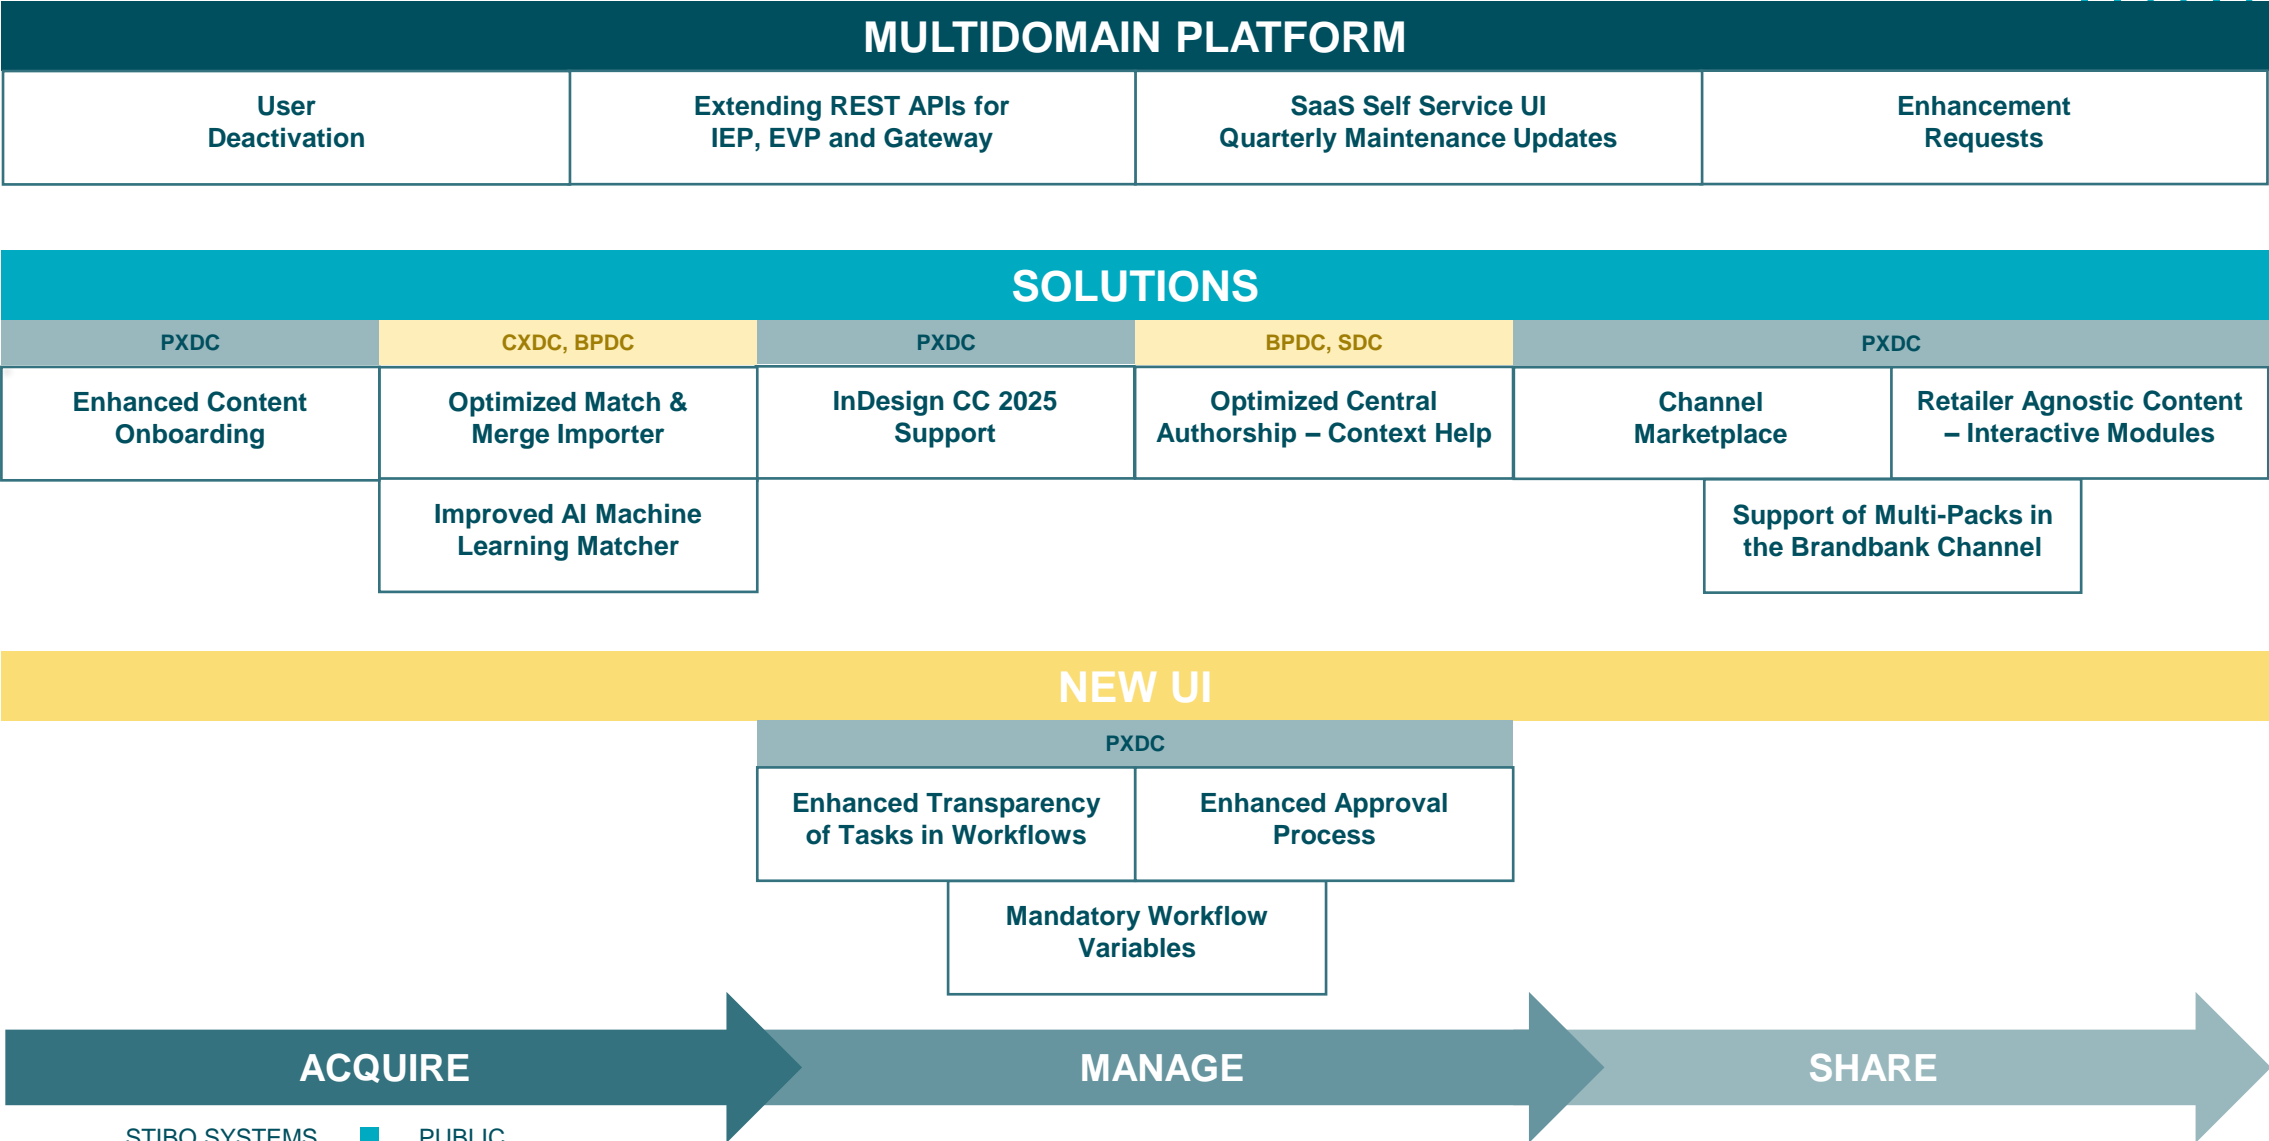 MULTIDOMAIN PLATFORM
User
Deactivation
Extending REST APIs for
IEP, EVP and Gateway
SaaS Self Service UI
Quarterly Maintenance Updates
Enhancement
Requests
SOLUTIONS
PXDC
CXDC, BPDC
PXDC
BPDC, SDC
PXDC
Enhanced Content
Onboarding
Optimized Match &
Merge Importer
InDesign CC 2025
Support
Optimized Central
Authorship – Context Help
Channel
Marketplace
Retailer Agnostic Content
– Interactive Modules
Improved AI Machine
Learning Matcher
Support of Multi-Packs in
the Brandbank Channel
NEW UI
PXDC
Enhanced Transparency
of Tasks in Workflows
Enhanced Approval
Process
Mandatory Workflow
Variables
ACQUIRE
MANAGE
SHARE
STIBO SYSTEMS
PUBLIC